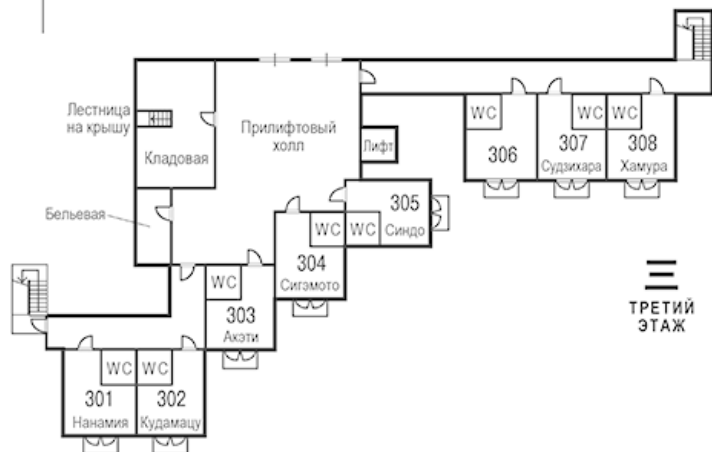 Лестница
на крышу
Кладовая
Прилифтовый
холл
Лифт
Бельевая
WC
306
WC
307
Судзихара
WC
308
Хамура
305
WC
Синдо
WC
304
Сигэмото
WC
303
Акэти
WC
301
Нанамия
WC
302
Кудамацу
三
ТРЕТИЙ
ЭТАЖ